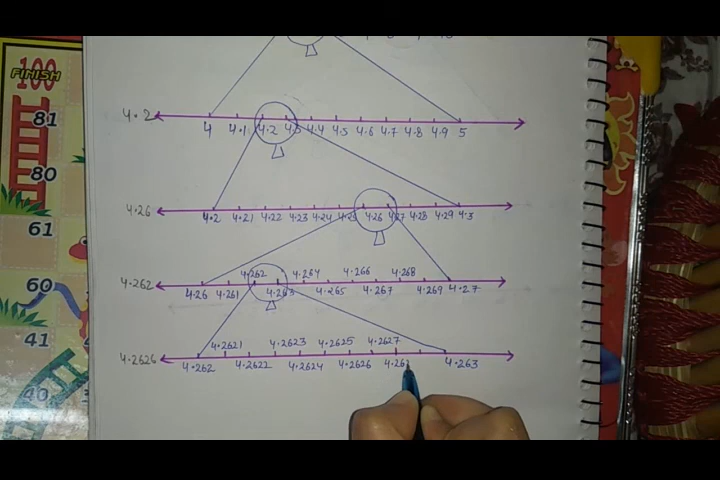 FINISH 100
81
80
61
60
41
40
4.2
4 4.1 4.2 4.3 4.4 4.5 4.6 4.7 4.8 4.9 5
4.26
4.2 4.21 4.22 4.23 4.24 4.25 4.26 4.27 4.28 4.29 4.3
4.262 4.264 4.266 4.268
4.262
4.26 4.261 4.263 4.265 4.267 4.269 4.27
4.2621 4.2623 4.2625 4.2627
4.2626
4.262 4.2622 4.2624 4.2626 4.262 4.263